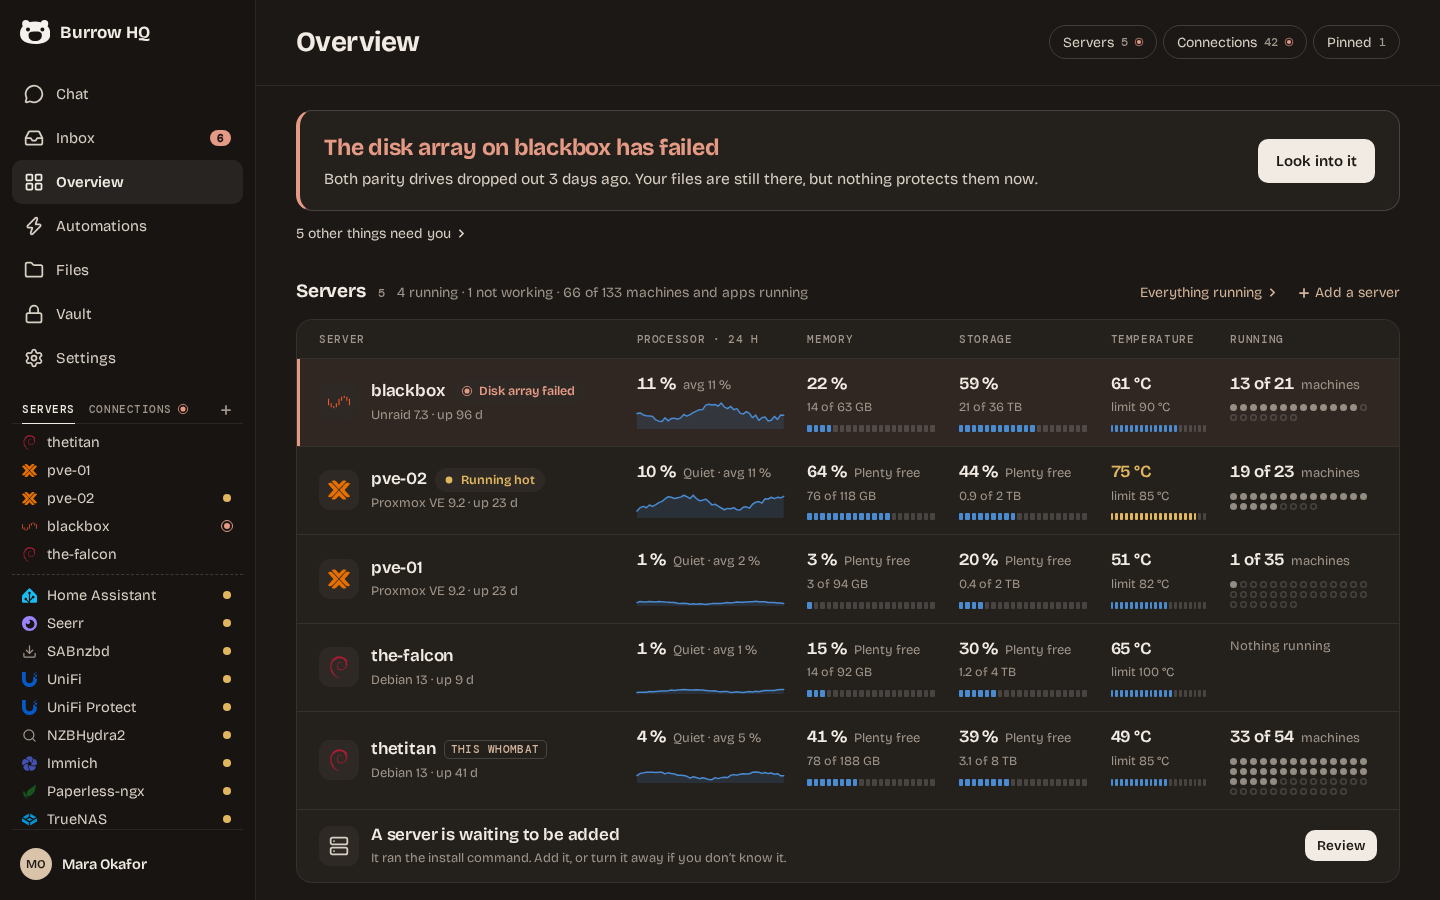 Burrow HQ
Chat
Inbox 6
Overview
Automations
Files
Vault
Settings
SERVERS CONNECTIONS
thetitan
pve-01
pve-02
blackbox
the-falcon
Home Assistant
Seerr
SABnzbd
UniFi
UniFi Protect
NZBHydra2
Immich
Paperless-ngx
TrueNAS
MO Mara Okafor
Overview
Servers 5 Connections 42 Pinned 1
The disk array on blackbox has failed
Both parity drives dropped out 3 days ago. Your files are still there, but nothing protects them now.
Look into it
5 other things need you
Servers 5 4 running · 1 not working · 66 of 133 machines and apps running
Everything running + Add a server
SERVER PROCESSOR · 24 H MEMORY STORAGE TEMPERATURE RUNNING
blackbox Disk array failed 11 % avg 11 % 22 % 59 % 61 °C 13 of 21 machines
Unraid 7.3 · up 96 d 14 of 63 GB 21 of 36 TB limit 90 °C
pve-02 Running hot 10 % Quiet · avg 11 % 64 % Plenty free 44 % Plenty free 75 °C 19 of 23 machines
Proxmox VE 9.2 · up 23 d 76 of 118 GB 0.9 of 2 TB limit 85 °C
pve-01 1 % Quiet · avg 2 % 3 % Plenty free 20 % Plenty free 51 °C 1 of 35 machines
Proxmox VE 9.2 · up 23 d 3 of 94 GB 0.4 of 2 TB limit 82 °C
the-falcon 1 % Quiet · avg 1 % 15 % Plenty free 30 % Plenty free 65 °C Nothing running
Debian 13 · up 9 d 14 of 92 GB 1.2 of 4 TB limit 100 °C
thetitan THIS WHOMBAT 4 % Quiet · avg 5 % 41 % Plenty free 39 % Plenty free 49 °C 33 of 54 machines
Debian 13 · up 41 d 78 of 188 GB 3.1 of 8 TB limit 85 °C
A server is waiting to be added
It ran the install command. Add it, or turn it away if you don't know it.
Review